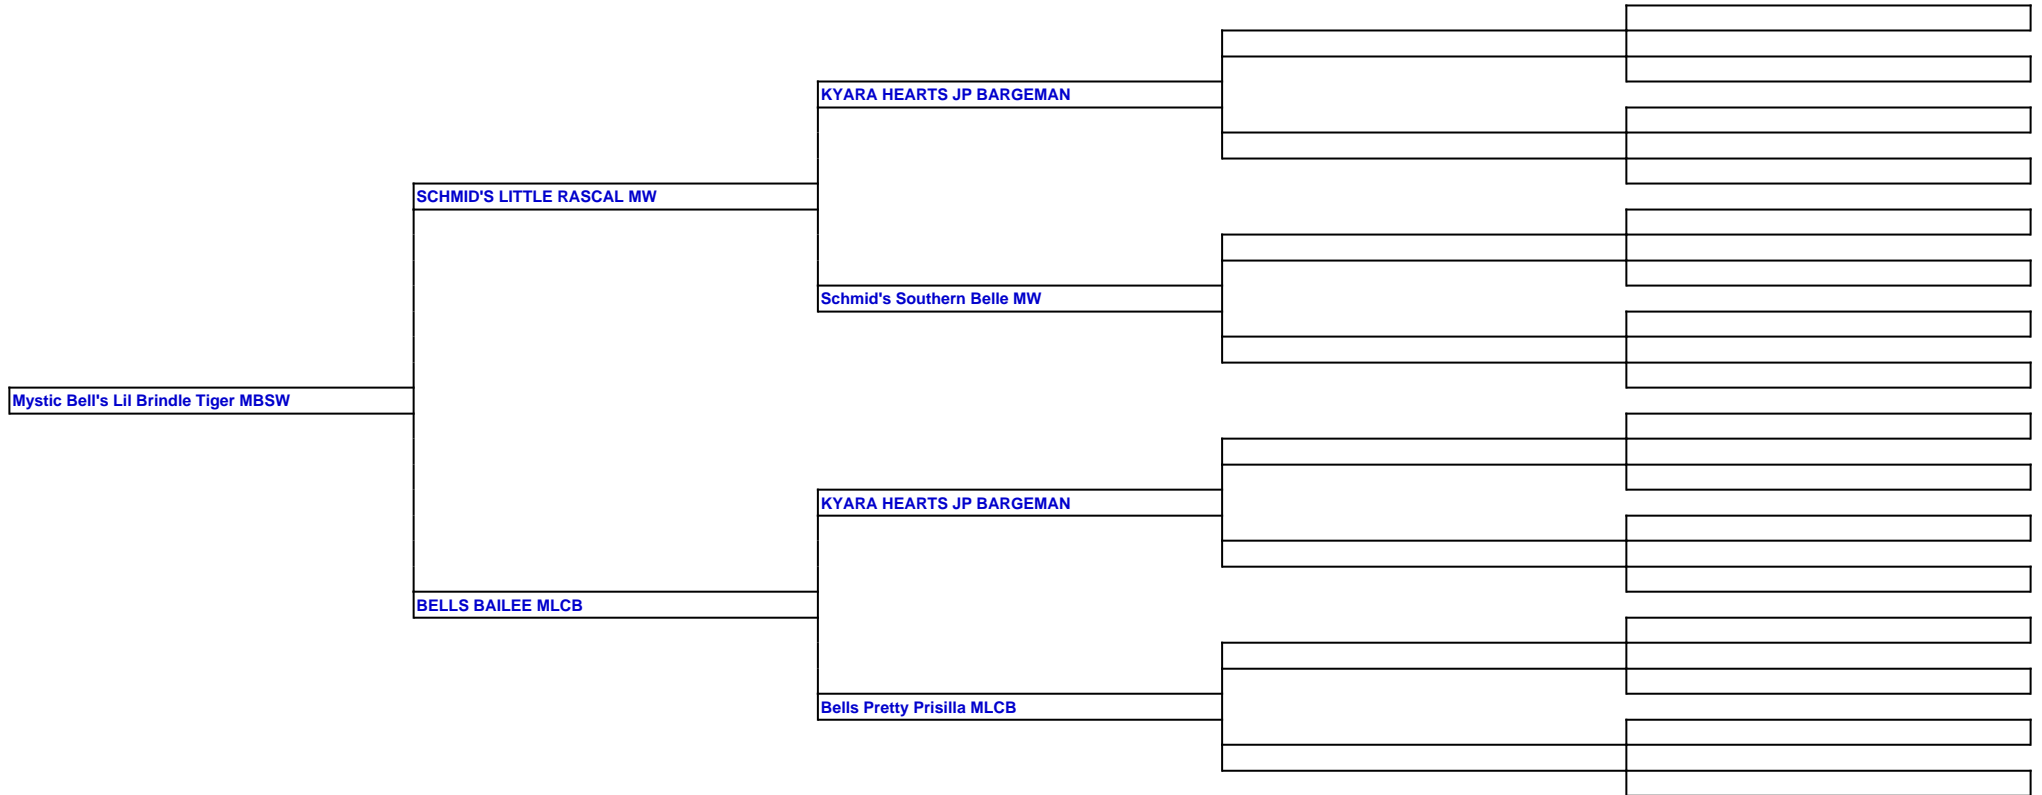 KYARA HEARTS JP BARGEMAN
SCHMID'S LITTLE RASCAL MW
Schmid's Southern Belle MW
Mystic Bell's Lil Brindle Tiger MBSW
KYARA HEARTS JP BARGEMAN
BELLS BAILEE MLCB
Bells Pretty Prisilla MLCB